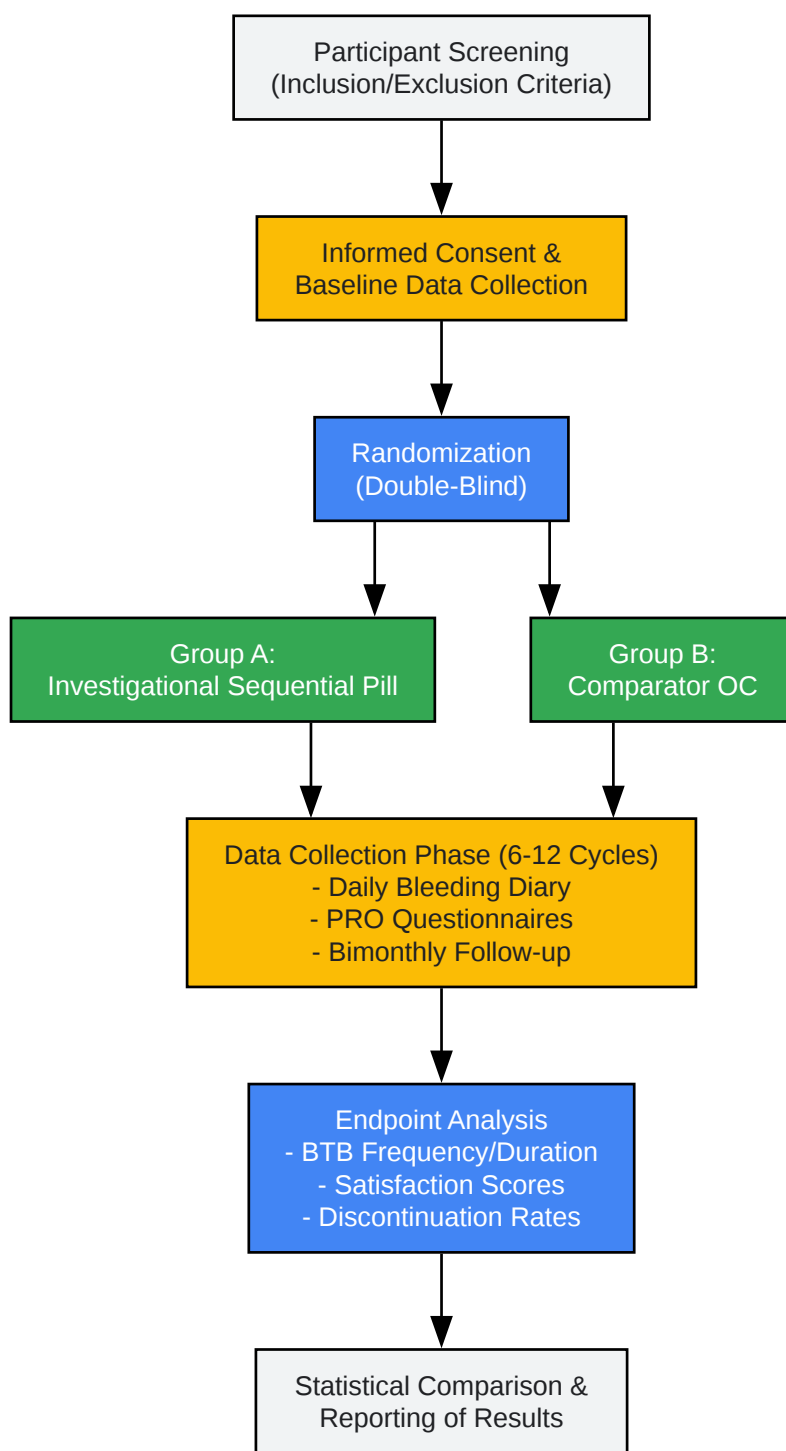 Participant Screening
(Inclusion/Exclusion Criteria)
Informed Consent &
Baseline Data Collection
Randomization
(Double-Blind)
Group A:
Investigational Sequential Pill
Group B:
Comparator OC
Data Collection Phase (6-12 Cycles)
- Daily Bleeding Diary
- PRO Questionnaires
- Bimonthly Follow-up
Endpoint Analysis
- BTB Frequency/Duration
- Satisfaction Scores
- Discontinuation Rates
Statistical Comparison &
Reporting of Results